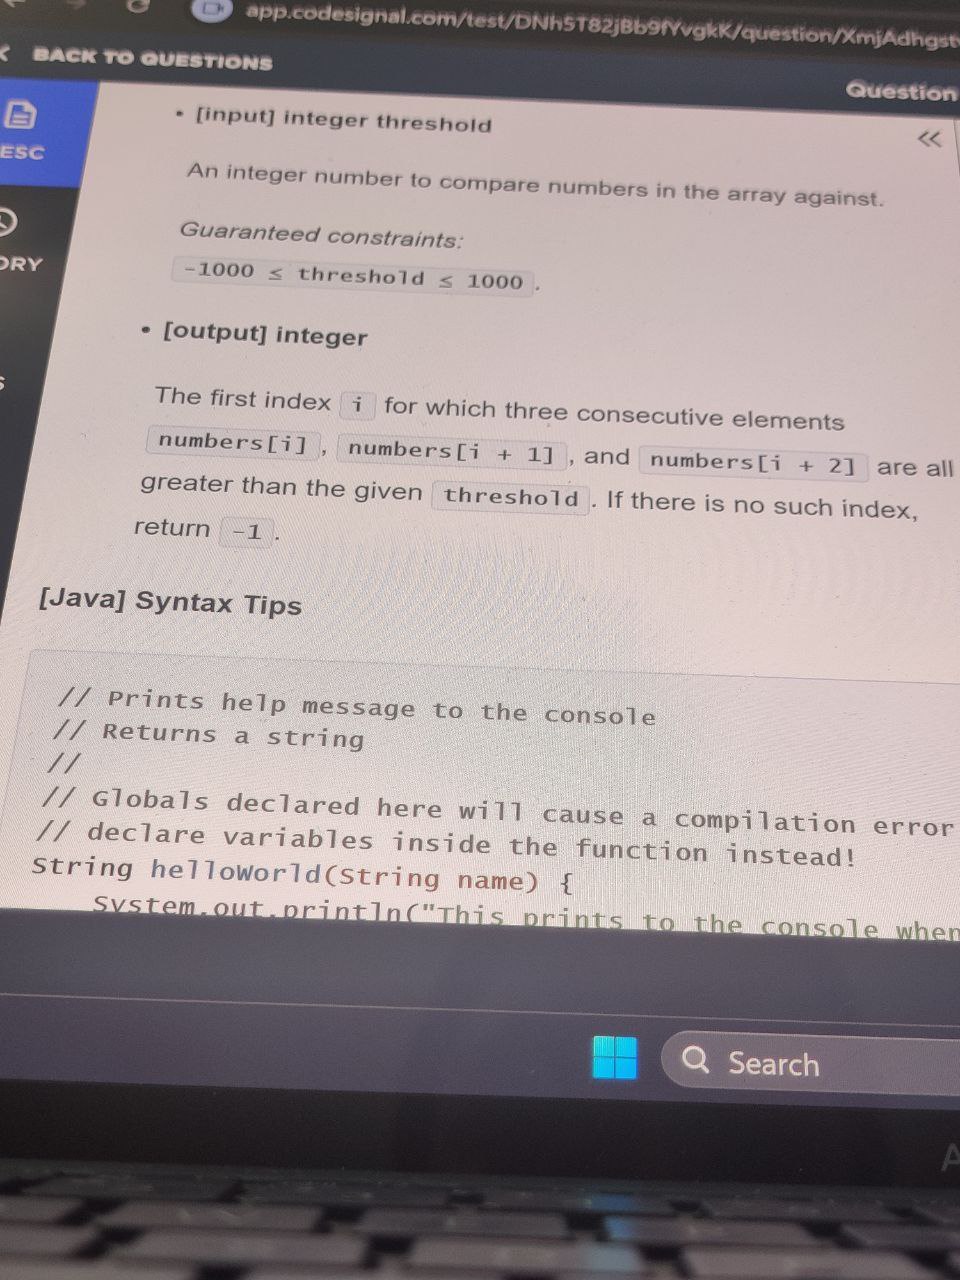 app.codesignal.com/test/DNh5T82jBb9fYvgkK/question/XmjAdhgst
BACK TO QUESTIONS
Question
ESC
ORY
S
• [input] integer threshold
An integer number to compare numbers in the array against.
Guaranteed constraints:
-1000 ≤ threshold ≤ 1000 .
• [output] integer
The first index i for which three consecutive elements
numbers[i] , numbers[i + 1] , and numbers[i + 2] are all
greater than the given threshold . If there is no such index,
return -1 .
[Java] Syntax Tips
// Prints help message to the console
// Returns a string
//
// Globals declared here will cause a compilation error
// declare variables inside the function instead!
String helloWorld(String name) {
System.out.println("This prints to the console when
Search
A